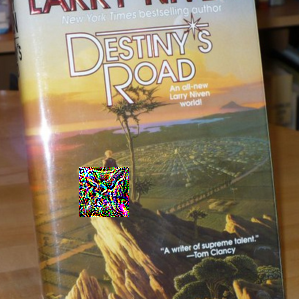 LARRY
New York Times bestselling author
DESTINY'S
ROAD
An all-new
Larry Niven
world!
"A writer of supreme talent."
—Tom Clancy